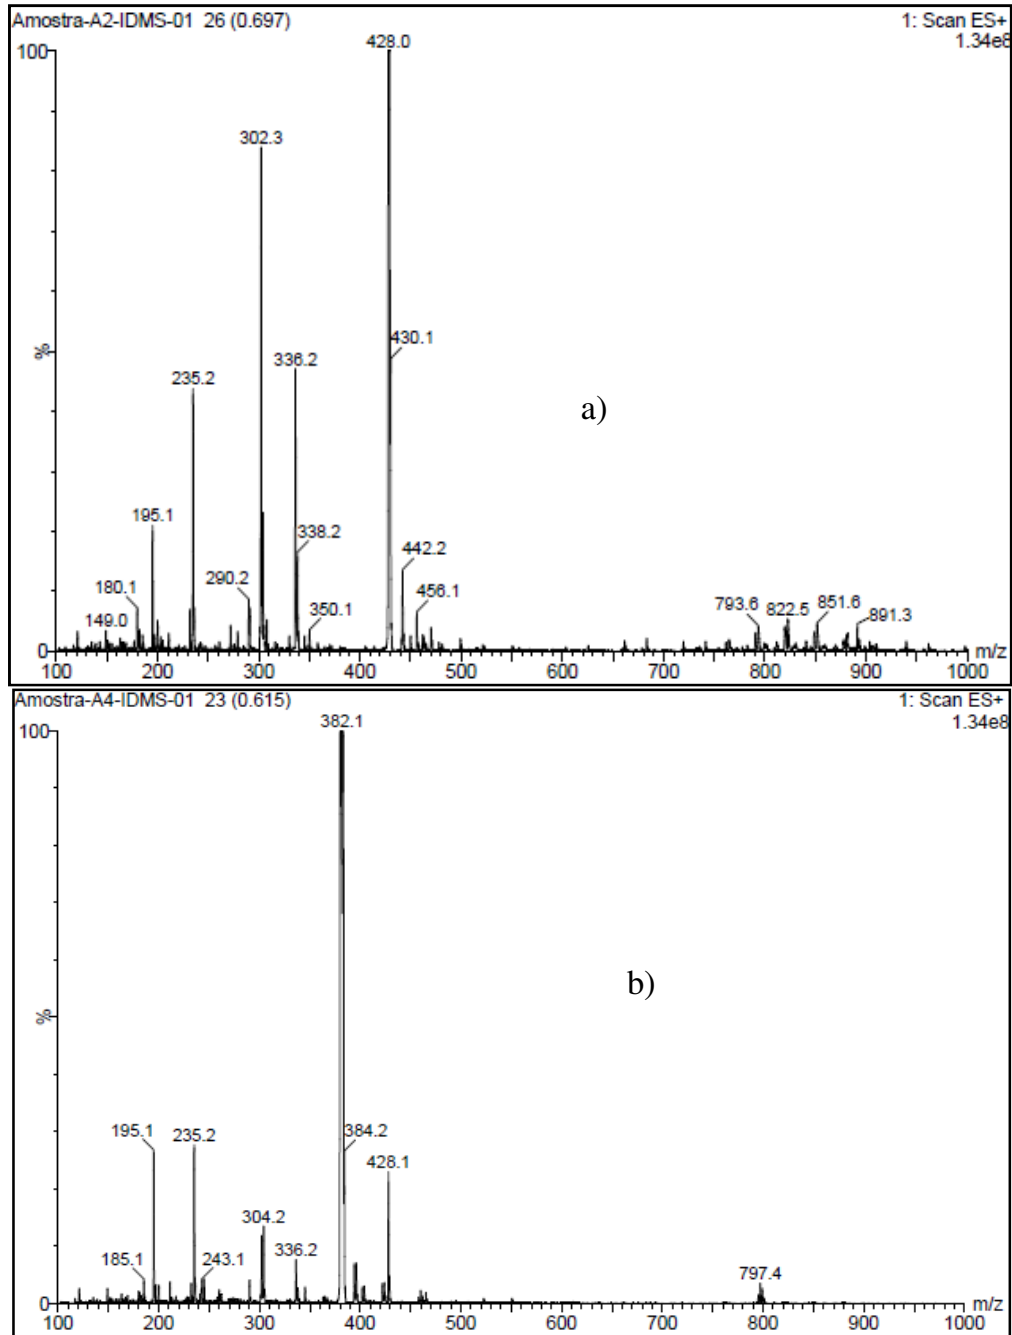 Amostra-A2-IDMS-01 26 (0.697) 1: Scan ES+
1.34e8
100
428.0
302.3
430.1
336.2
235.2
%
a)
195.1
338.2
442.2
290.2
180.1
456.1
350.1
149.0
793.6 822.5 851.6 891.3
0
m/z
100 200 300 400 500 600 700 800 900 1000
Amostra-A4-IDMS-01 23 (0.615) 1: Scan ES+
1.34e8
382.1
100
b)
%
195.1 235.2 384.2
428.1
304.2
336.2
185.1 243.1
797.4
0
m/z
100 200 300 400 500 600 700 800 900 1000